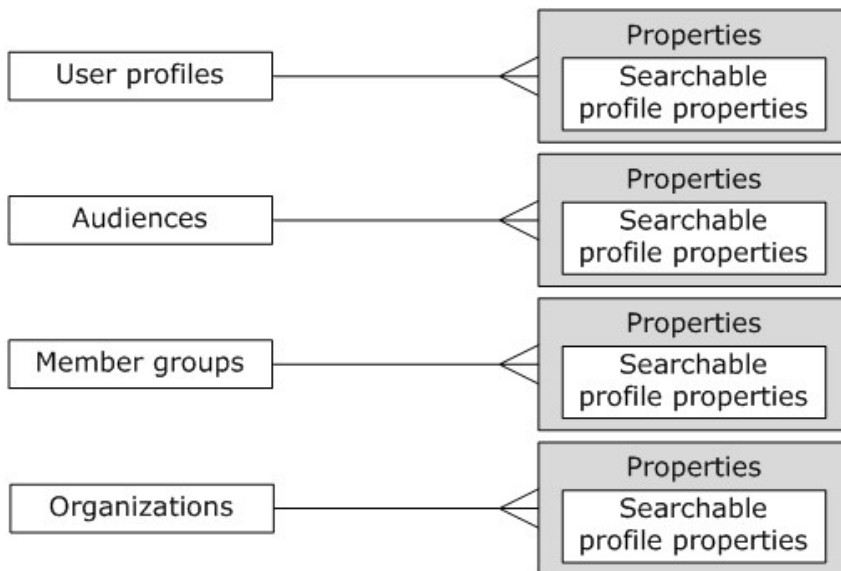 Properties
User profiles
Searchable
profile properties
Properties
Audiences
Searchable
profile properties
Properties
Member groups
Searchable
profile properties
Properties
Organizations
Searchable
profile properties